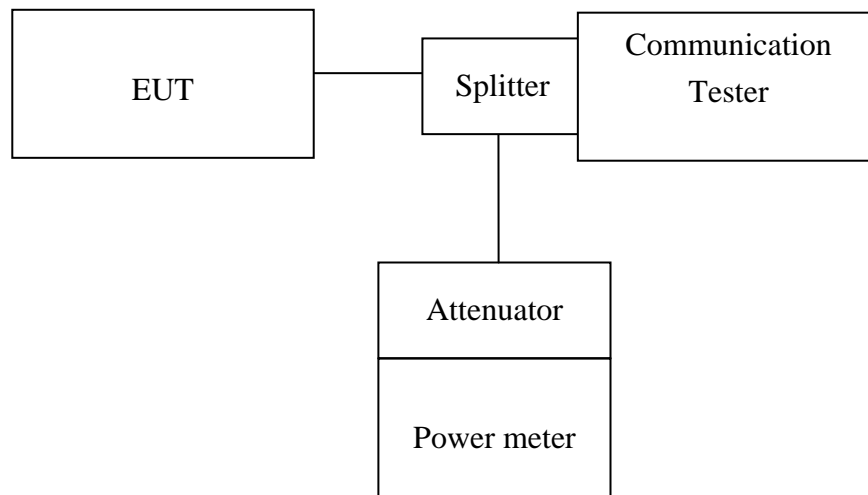 EUT
Splitter
Communication
Tester
Attenuator
Power meter